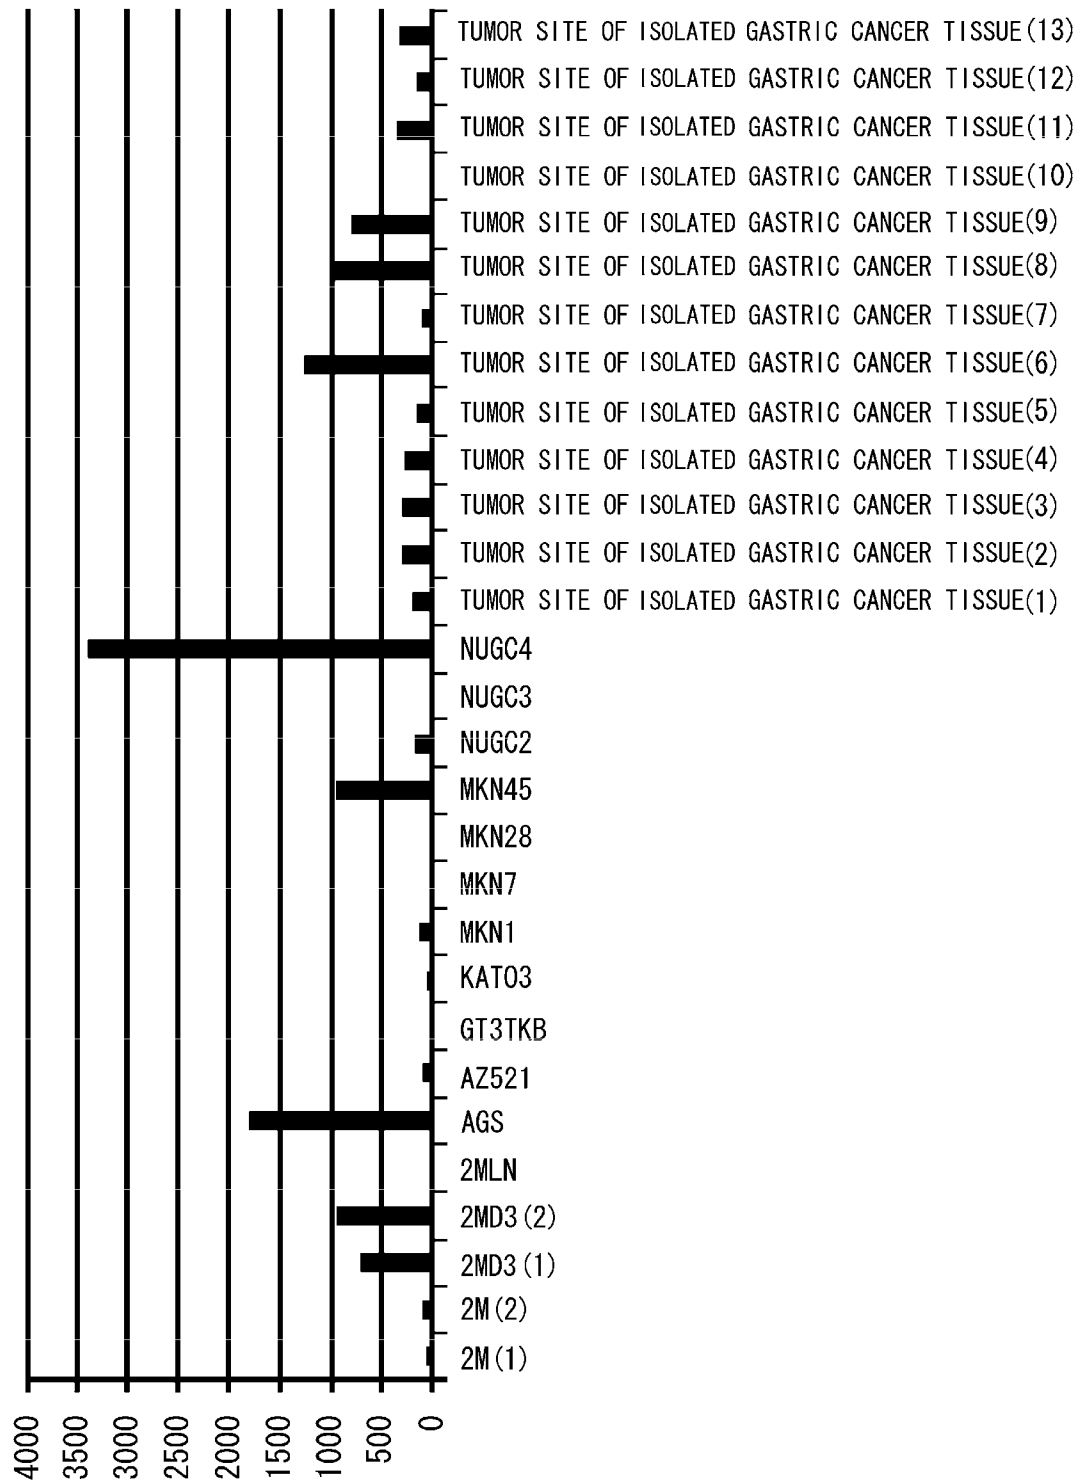 TUMOR SITE OF ISOLATED GASTRIC CANCER TISSUE(13)
TUMOR SITE OF ISOLATED GASTRIC CANCER TISSUE(12)
TUMOR SITE OF ISOLATED GASTRIC CANCER TISSUE(11)
TUMOR SITE OF ISOLATED GASTRIC CANCER TISSUE(10)
TUMOR SITE OF ISOLATED GASTRIC CANCER TISSUE(9)
TUMOR SITE OF ISOLATED GASTRIC CANCER TISSUE(8)
TUMOR SITE OF ISOLATED GASTRIC CANCER TISSUE(7)
TUMOR SITE OF ISOLATED GASTRIC CANCER TISSUE(6)
TUMOR SITE OF ISOLATED GASTRIC CANCER TISSUE(5)
TUMOR SITE OF ISOLATED GASTRIC CANCER TISSUE(4)
TUMOR SITE OF ISOLATED GASTRIC CANCER TISSUE(3)
TUMOR SITE OF ISOLATED GASTRIC CANCER TISSUE(2)
TUMOR SITE OF ISOLATED GASTRIC CANCER TISSUE(1)
NUGC4
NUGC3
NUGC2
MKN45
MKN28
MKN7
MKN1
KATO3
GT3TKB
AZ521
AGS
2MLN
2MD3(2)
2MD3(1)
2M(2)
2M(1)
4000
3500
3000
2500
2000
1500
1000
500
0